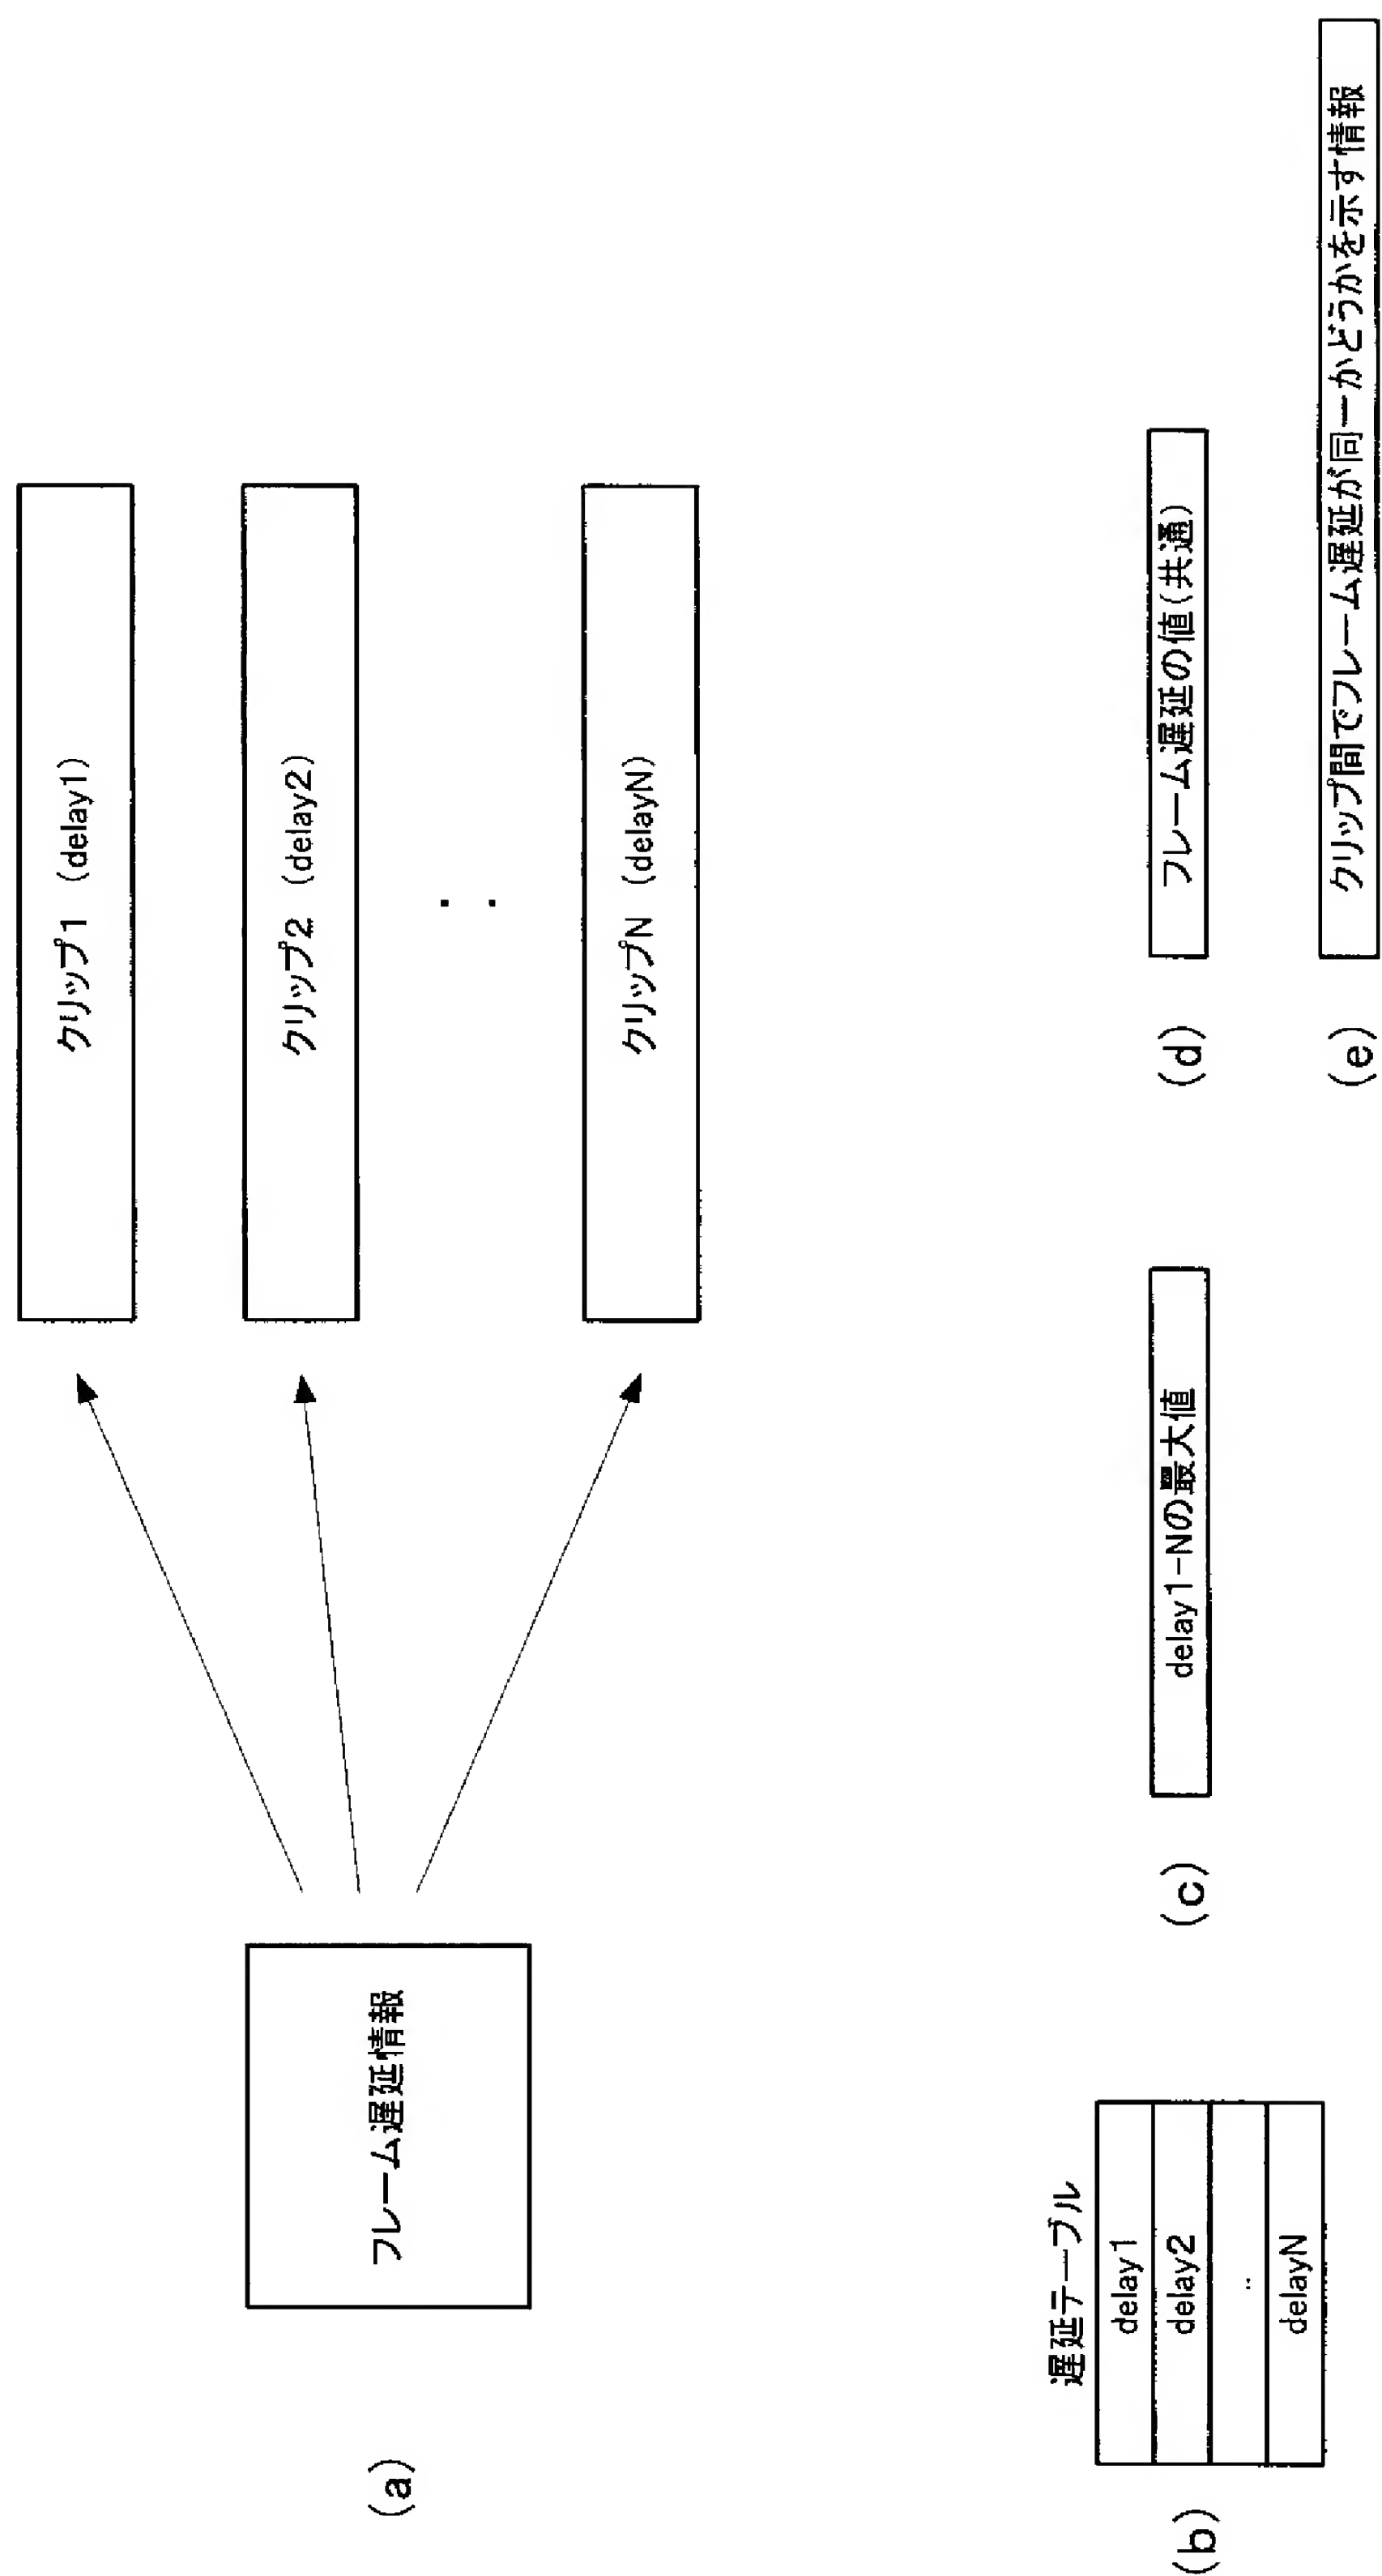 (a)
フレーム遅延情報
クリップ1 (delay1)
クリップ2 (delay2)
:
クリップN (delayN)
(b)
遅延テーブル
delay1
delay2
..
delayN
(c)
delay1-Nの最大値
(d)
フレーム遅延の値(共通)
(e)
クリップ間でフレーム遅延が同一かどうかを示す情報